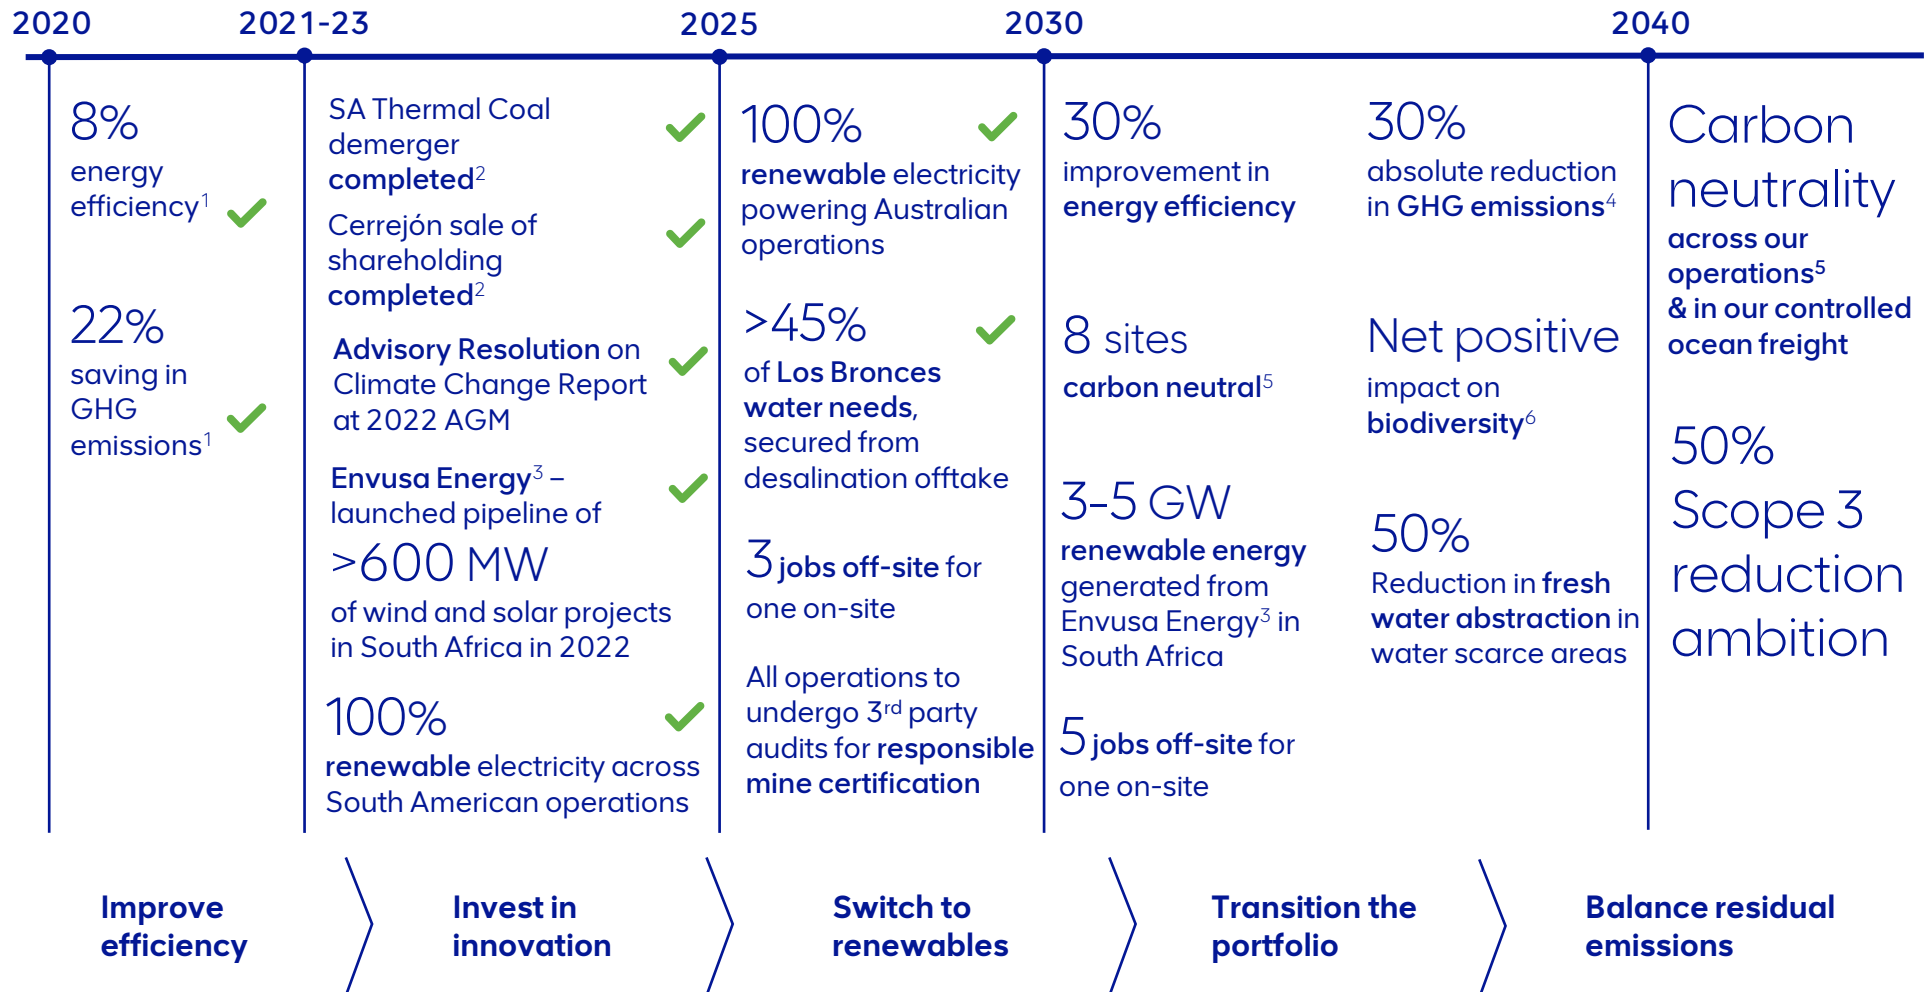 2020
2021-23
2025
2030
2040
8%
energy
efficiency1
22%
saving in
GHG
emissions1
SA Thermal Coal
demerger
completed2
Cerrejón sale of
shareholding
completed2
Advisory Resolution on
Climate Change Report
at 2022 AGM
Envusa Energy3 –
launched pipeline of
>600 MW
of wind and solar projects
in South Africa in 2022
100%
renewable electricity across
South American operations
100%
renewable electricity
powering Australian
operations
>45%
of Los Bronces
water needs,
secured from
desalination offtake
3 jobs off-site for
one on-site
All operations to
undergo 3rd party
audits for responsible
mine certification
30%
improvement in
energy efficiency
8 sites
carbon neutral5
3-5 GW
renewable energy
generated from
Envusa Energy3 in
South Africa
5 jobs off-site for
one on-site
30%
absolute reduction
in GHG emissions4
Net positive
impact on
biodiversity6
50%
Reduction in fresh
water abstraction in
water scarce areas
Carbon
neutrality
across our
operations5
& in our controlled
ocean freight
50%
Scope 3
reduction
ambition
Improve
efficiency
Invest in
innovation
Switch to
renewables
Transition the
portfolio
Balance residual
emissions